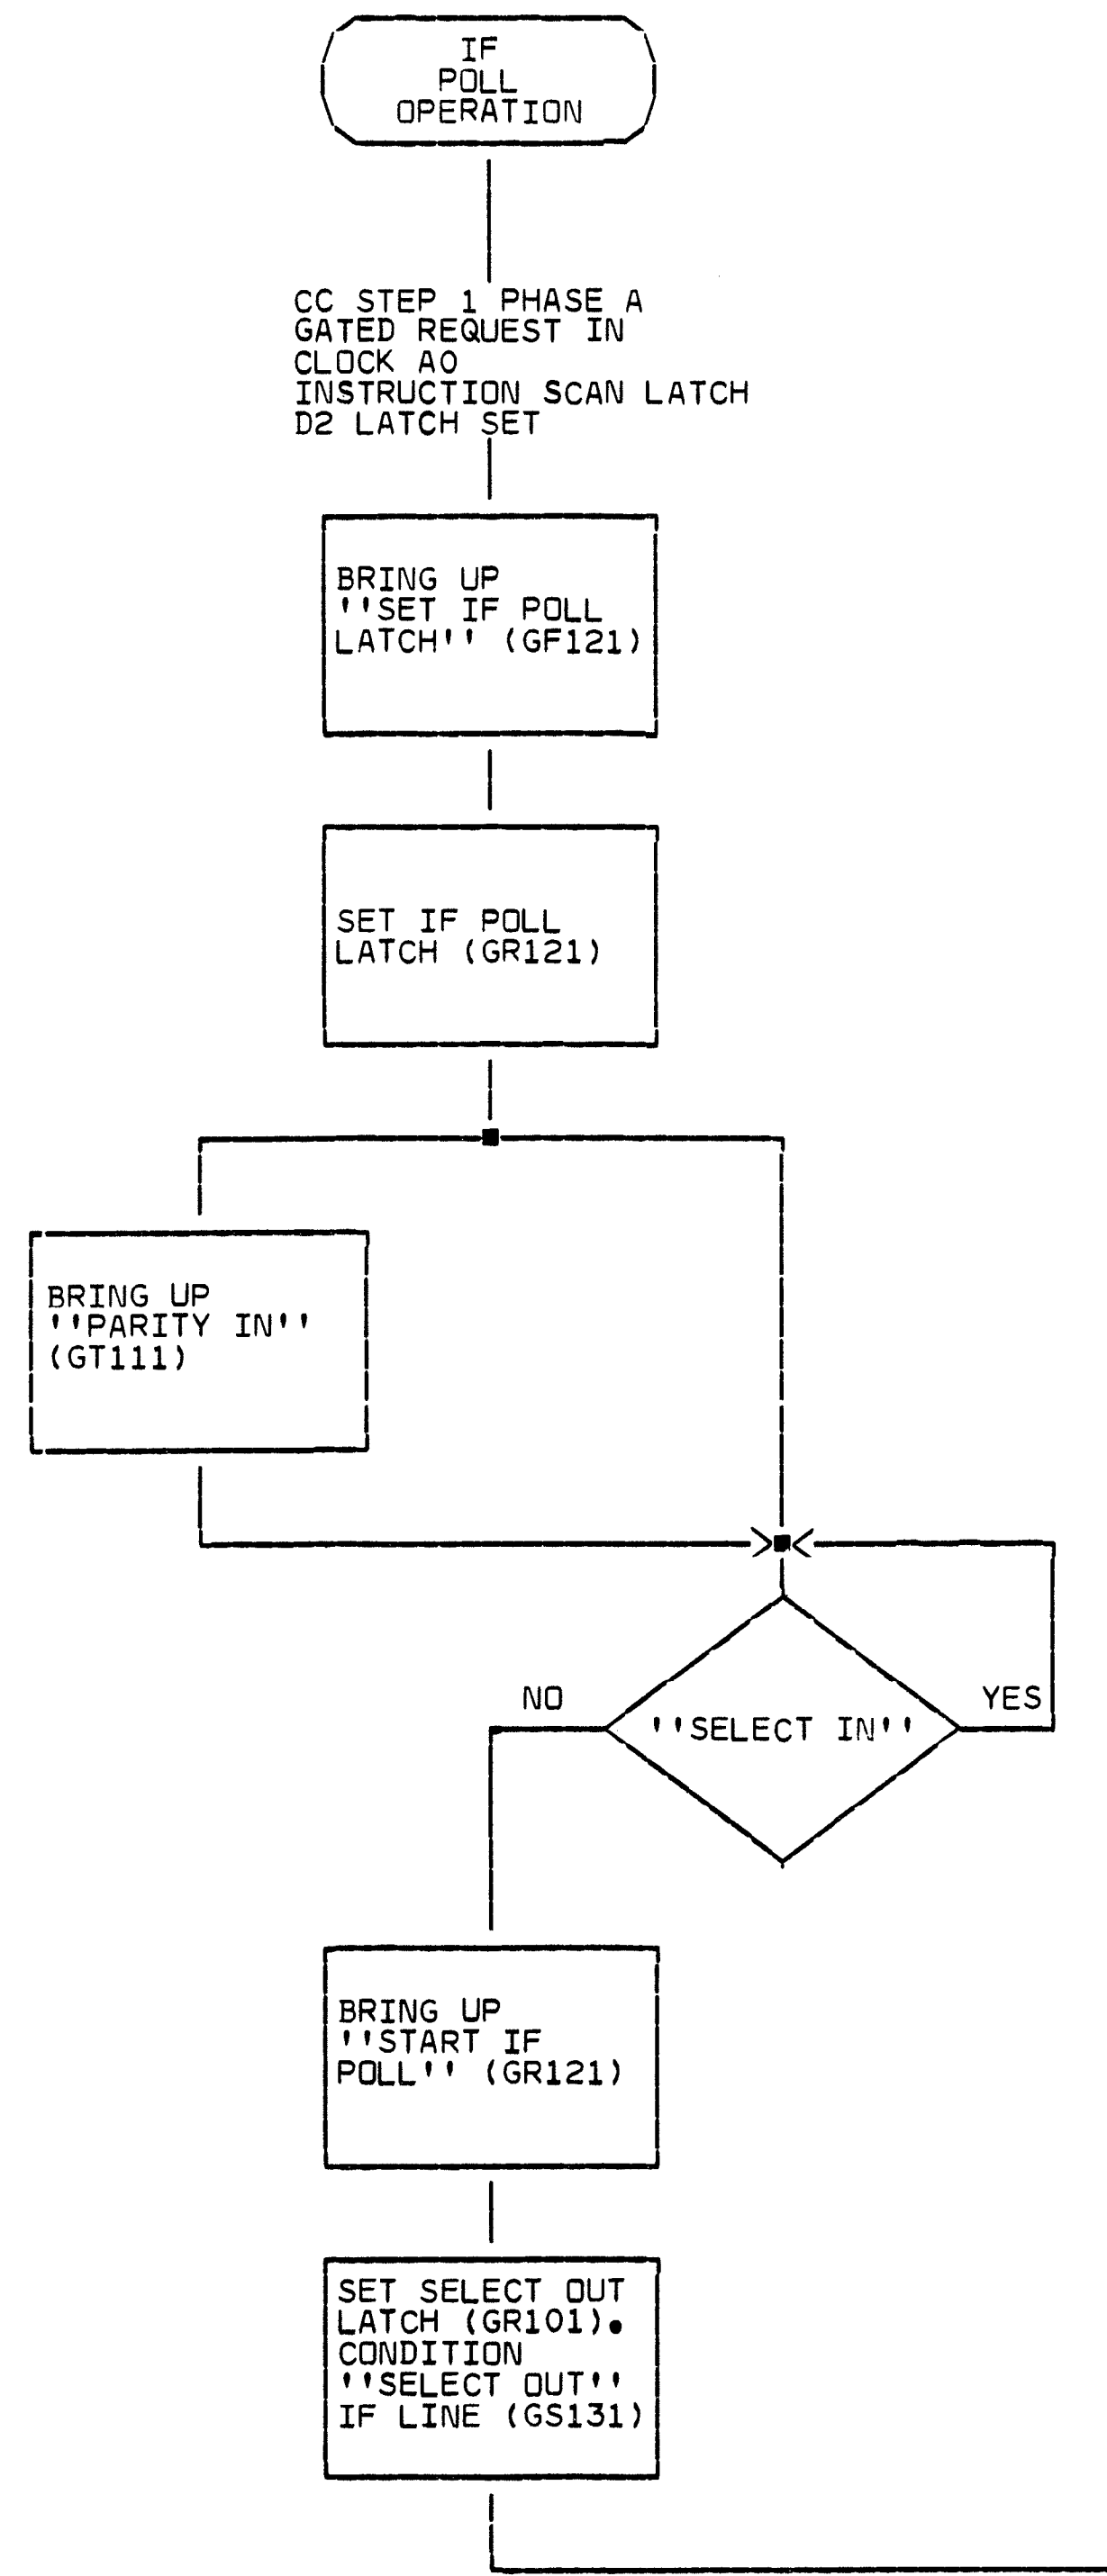 IF
POLL
OPERATION
CC STEP 1 PHASE A
GATED REQUEST IN
CLOCK A0
INSTRUCTION SCAN LATCH
D2 LATCH SET
BRING UP
''SET IF POLL
LATCH'' (GF121)
SET IF POLL
LATCH (GR121)
BRING UP
''PARITY IN''
(GT111)
NO
YES
''SELECT IN''
BRING UP
''START IF
POLL'' (GR121)
SET SELECT OUT
LATCH (GR101).
CONDITION
''SELECT OUT''
IF LINE (GS131)